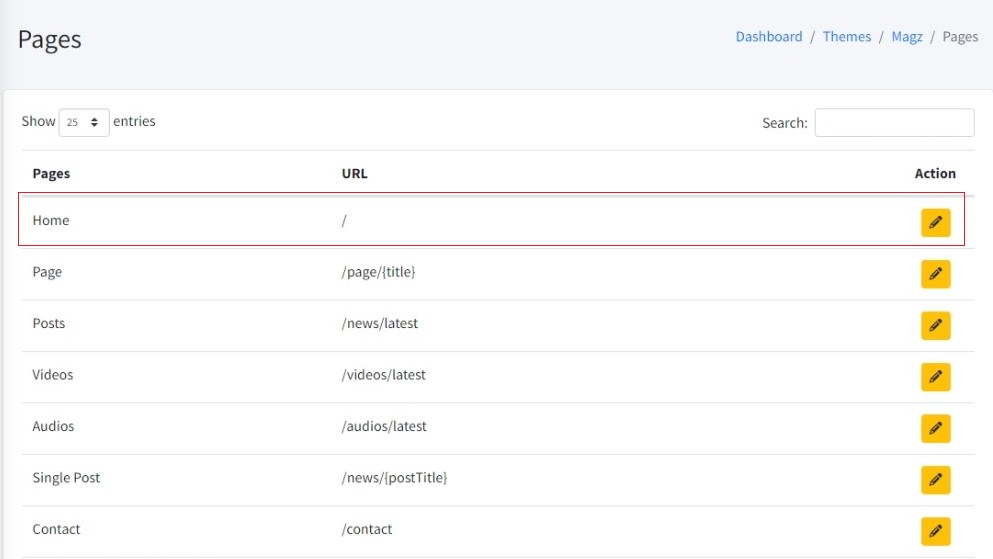 Pages
Dashboard / Themes / Magz / Pages
Show 25 entries
Search:
Pages URL Action
Home /
Page /page/{title}
Posts /news/latest
Videos /videos/latest
Audios /audios/latest
Single Post /news/{postTitle}
Contact /contact